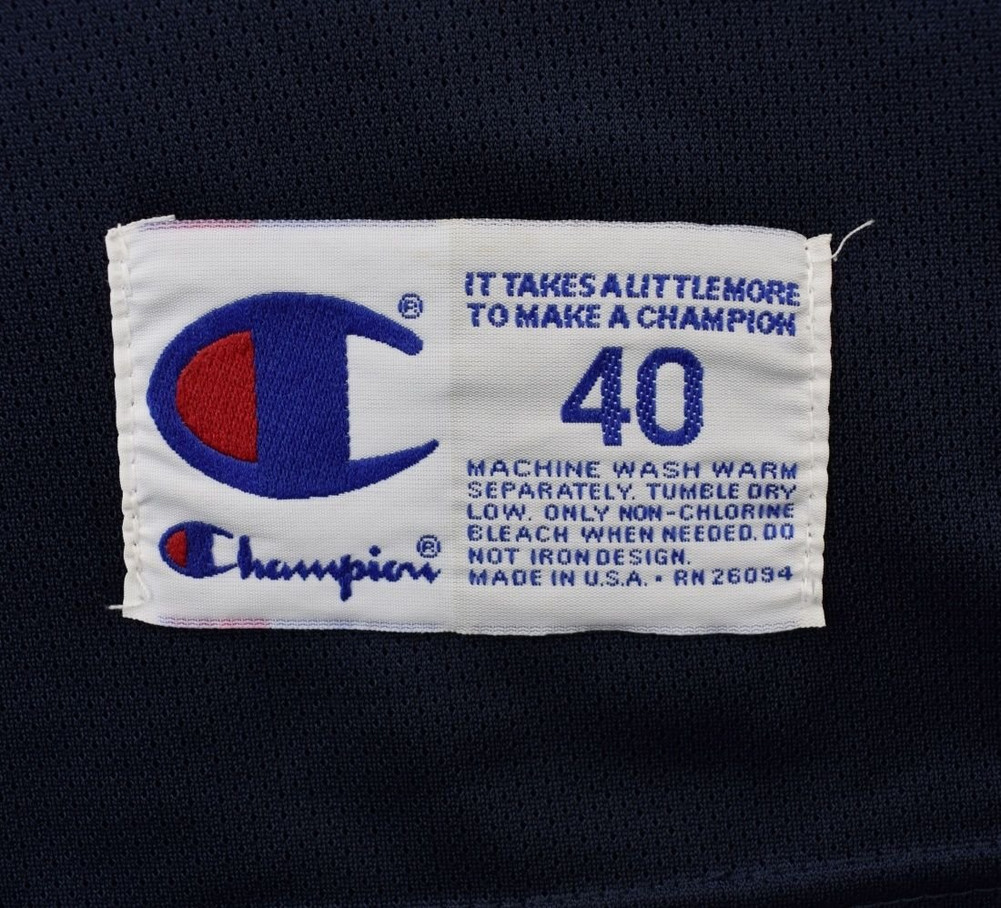 ®
Champion®
IT TAKES A LITTLE MORE
TO MAKE A CHAMPION
40
MACHINE WASH WARM
SEPARATELY. TUMBLE DRY
LOW. ONLY NON-CHLORINE
BLEACH WHEN NEEDED. DO
NOT IRON DESIGN.
MADE IN U.S.A. • RN 26094